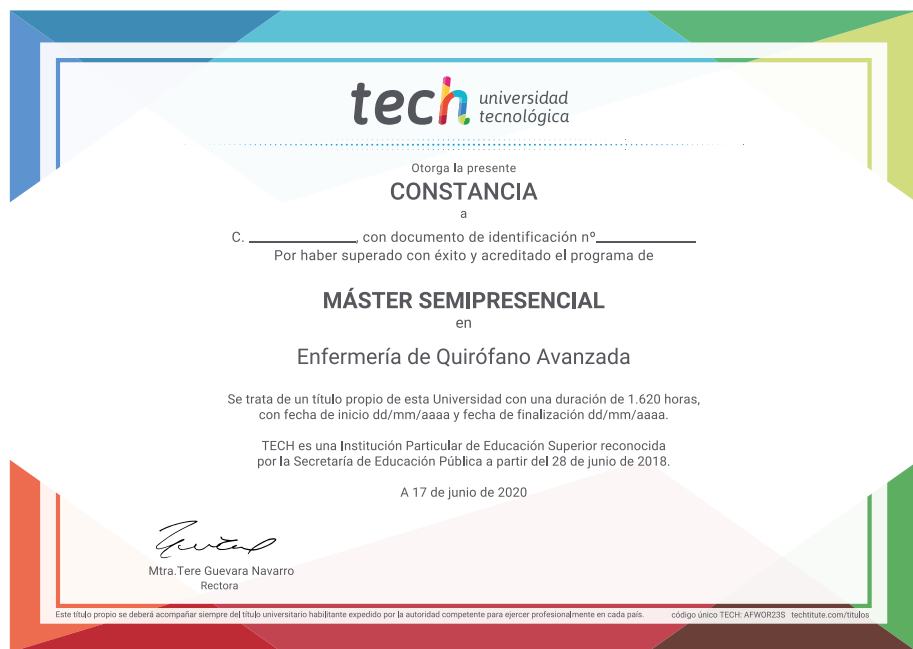 tech universidad
tecnológica
Otorga la presente
CONSTANCIA
a
C. ____________, con documento de identificación nº___________
Por haber superado con éxito y acreditado el programa de
MÁSTER SEMIPRESENCIAL
en
Enfermería de Quirófano Avanzada
Se trata de un título propio de esta Universidad con una duración de 1.620 horas,
con fecha de inicio dd/mm/aaaa y fecha de finalización dd/mm/aaaa.
TECH es una Institución Particular de Educación Superior reconocida
por la Secretaría de Educación Pública a partir del 28 de junio de 2018.
A 17 de junio de 2020
Mtra.Tere Guevara Navarro
Rectora
Este título propio se deberá acompañar siempre del título universitario habilitante expedido por la autoridad competente para ejercer profesionalmente en cada país. código único TECH: AFWOR23S techtitute.com/titulos